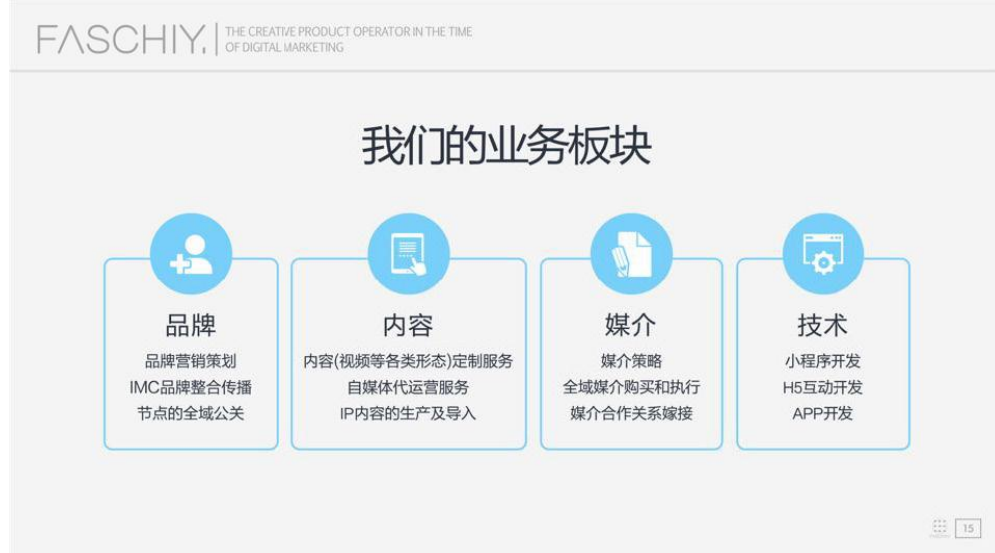 FASCHIY.
THE CREATIVE PRODUCT OPERATOR IN THE TIME
OF DIGITAL MARKETING
我们的业务板块
品牌
品牌营销策划
IMC品牌整合传播
节点的全域公关
内容
内容(视频等各类形态)定制服务
自媒体代运营服务
IP内容的生产及导入
媒介
媒介策略
全域媒介购买和执行
媒介合作关系嫁接
技术
小程序开发
H5互动开发
APP开发
15